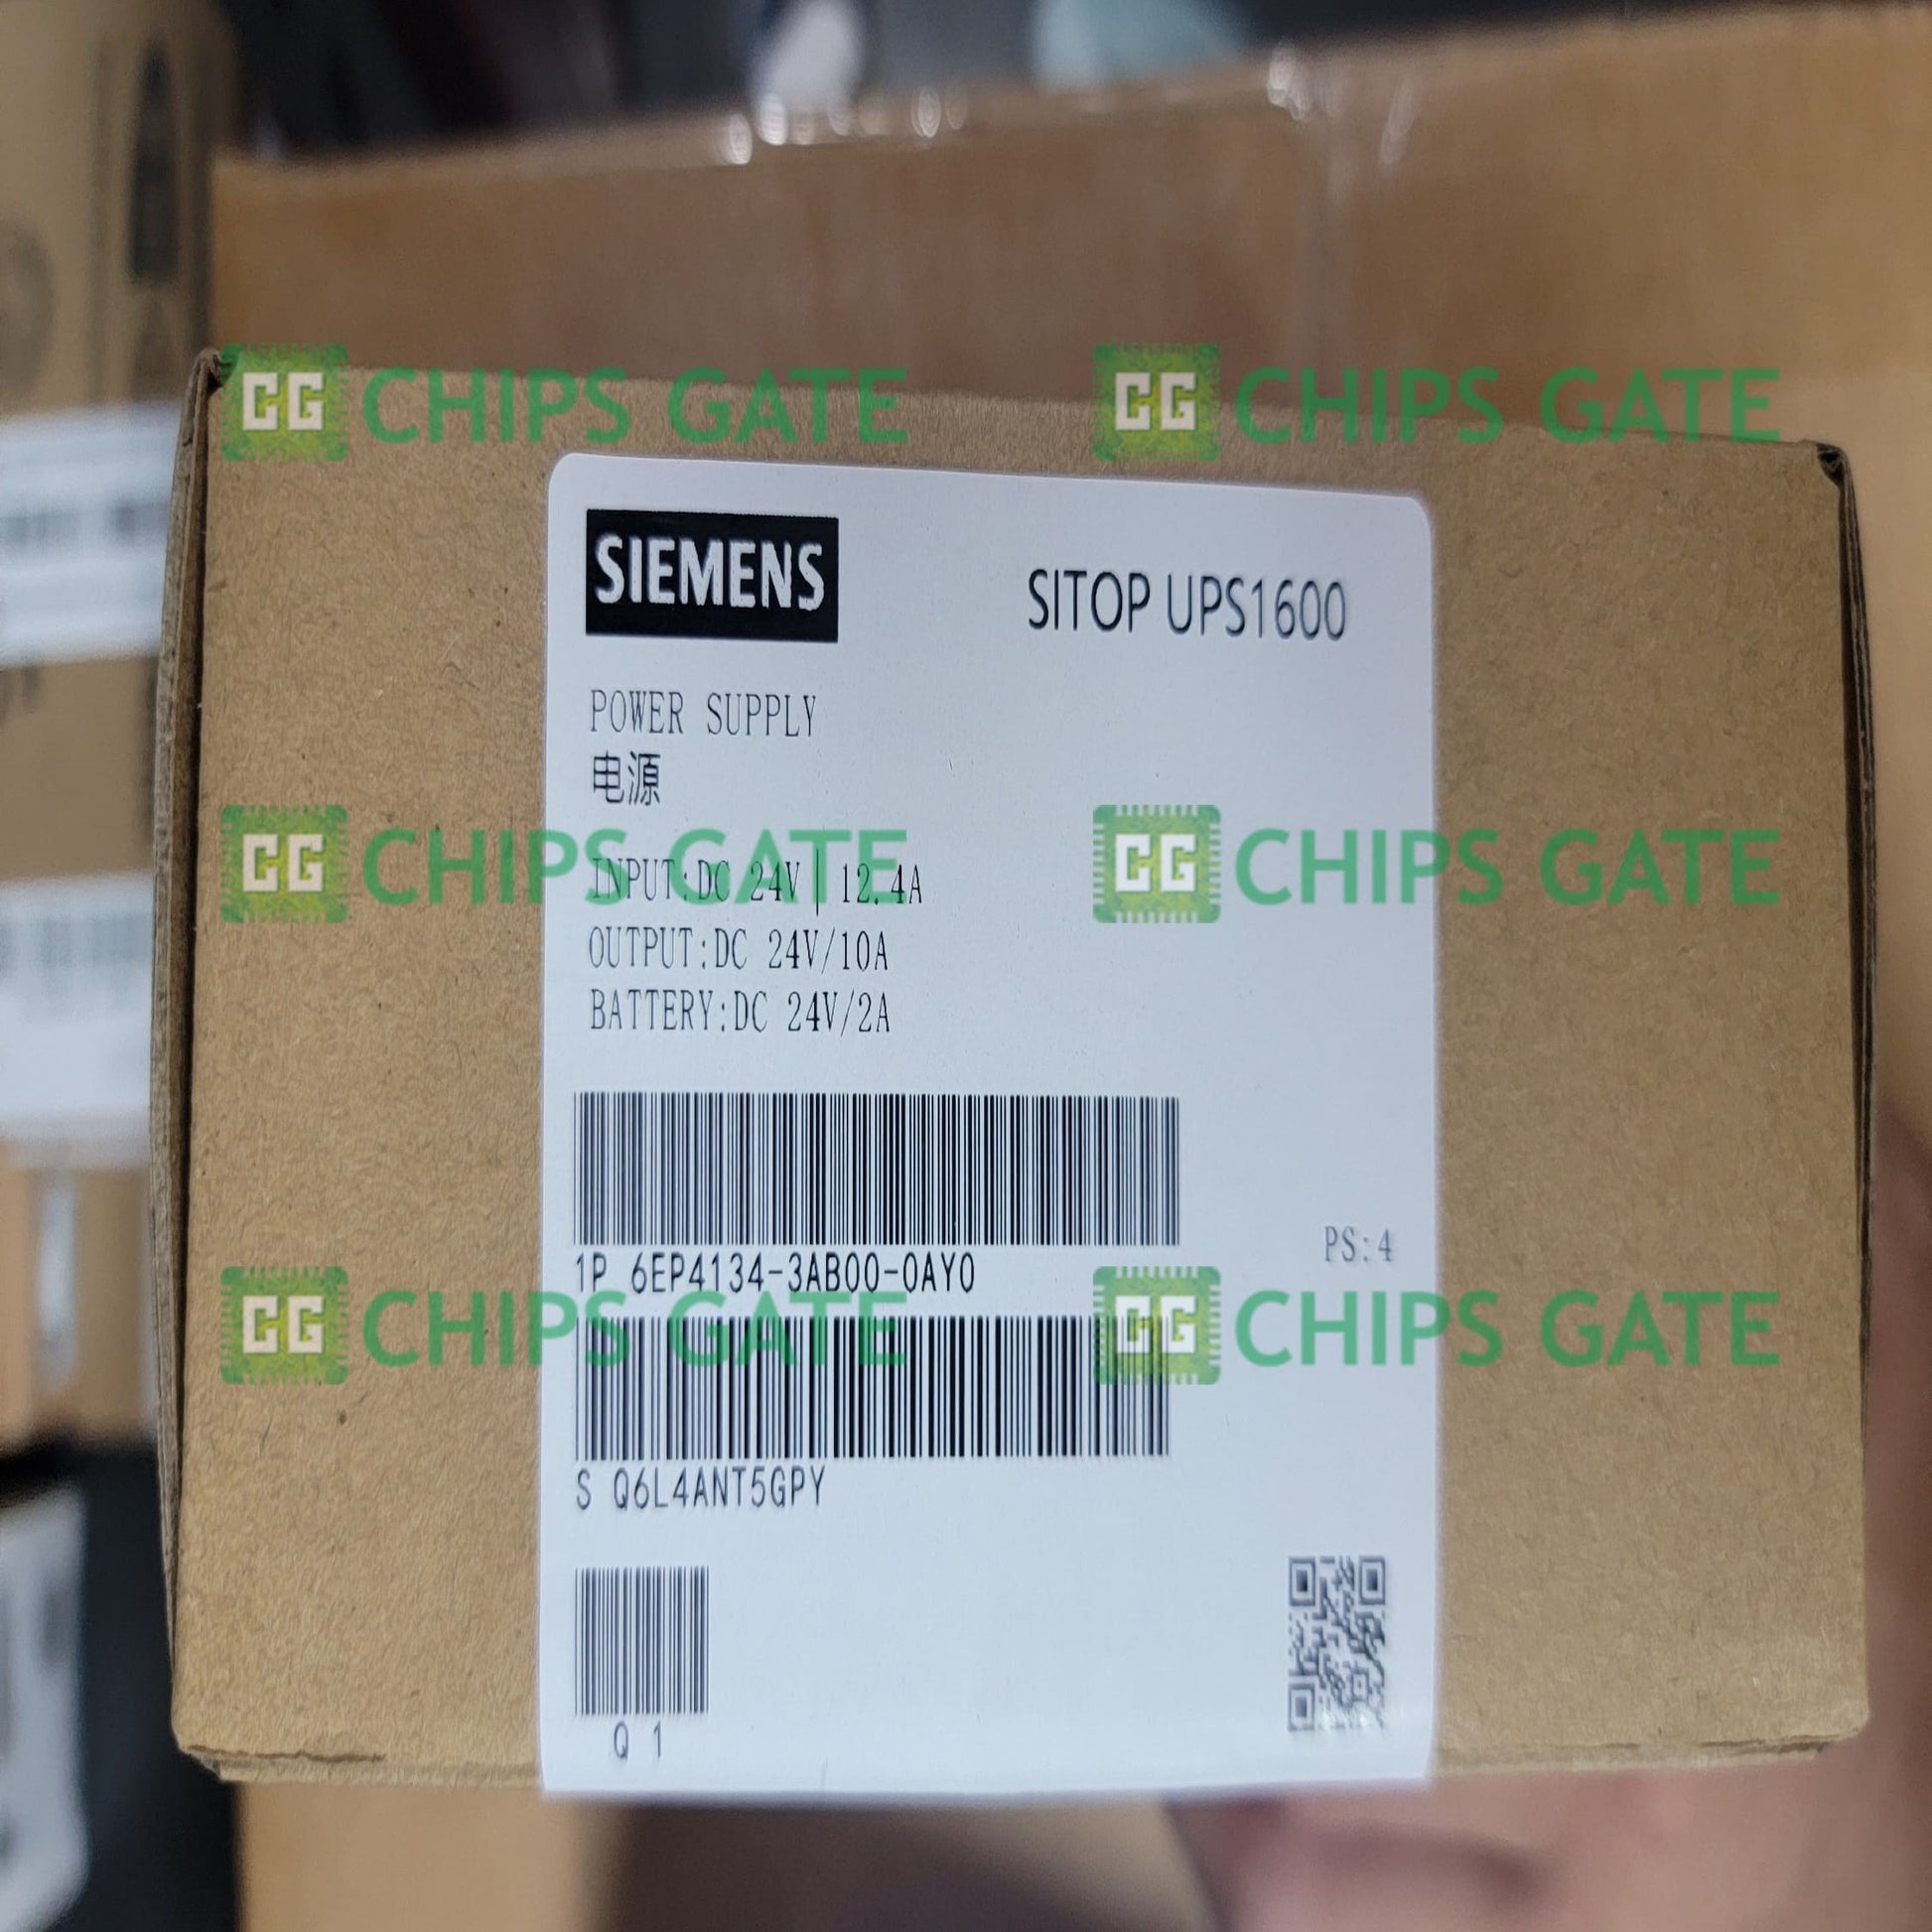 CG CHIPS GATE CG CHIPS GATE
SIEMENS
SITOP UPS1600
POWER SUPPLY
电源
CG CHIPS GATE CG CHIPS GATE
INPUT:DC 24V | 12.4A
OUTPUT:DC 24V/10A
BATTERY:DC 24V/2A
PS:4
1P 6EP4134-3AB00-0AY0
CG CHIPS GATE CG CHIPS GATE
S Q6L4ANT5GPY
Q 1